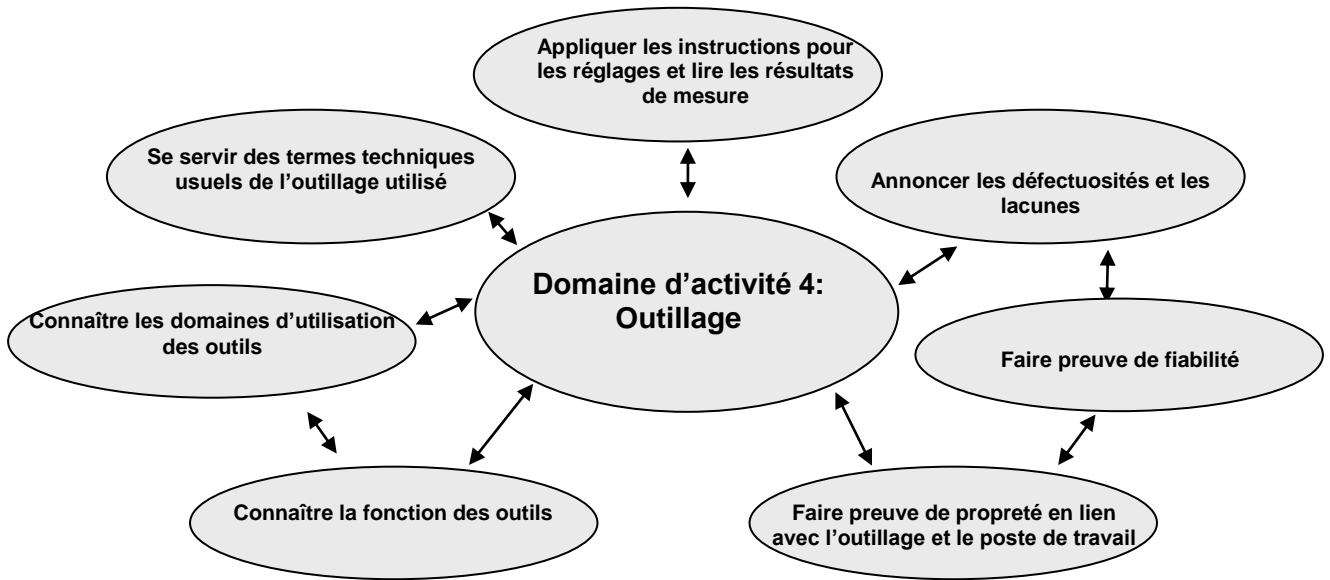 Appliquer les instructions pour
les réglages et lire les résultats
de mesure
Se servir des termes techniques
usuels de l’outillage utilisé
Annoncer les défectuosités et les
lacunes
Domaine d’activité 4:
Outillage
Connaître les domaines d’utilisation
des outils
Faire preuve de fiabilité
Connaître la fonction des outils
Faire preuve de propreté en lien
avec l’outillage et le poste de travail